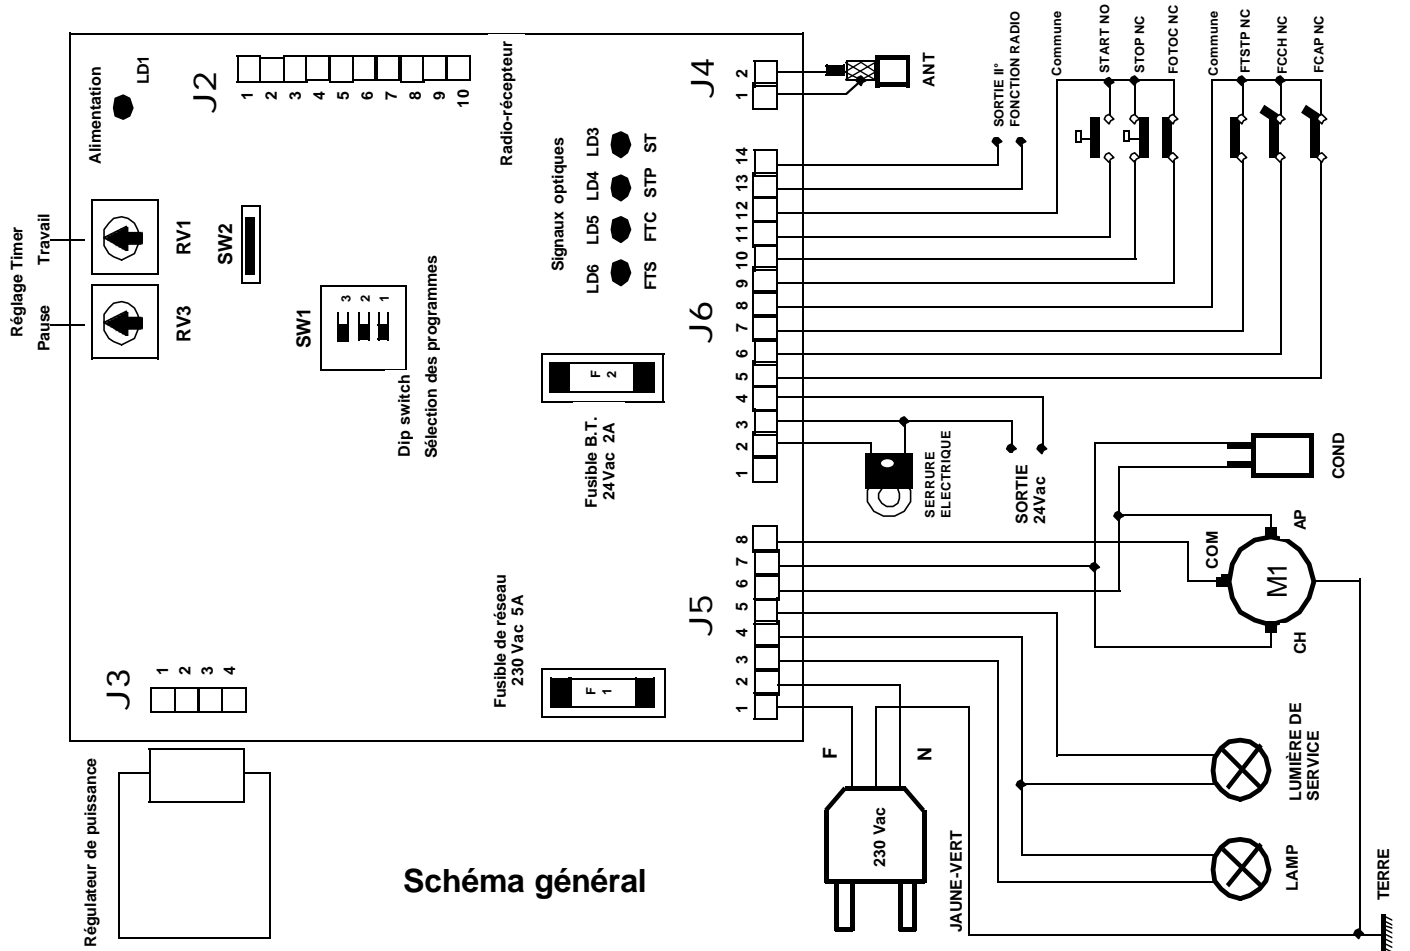 Alimentation
LD1
J2
1
2
3
4
5
6
7
8
9
10
Radio-récepteur
J4
1
2
ANT
Réglage Timer
Travail
Pause
RV1
RV3
SW2
SW1
3
2
1
Dip switch
Sélection des programmes
Signaux optiques
LD6 LD5 LD4 LD3
FTS FTC STP ST
J6
14
13
12
11
10
9
8
7
6
5
4
3
2
1
SORTIE II°
FONCTION RADIO
Commune
START NO
STOP NC
FOTOC NC
Commune
FTSTP NC
FCCH NC
FCAP NC
F 2
Fusible B.T.
24Vac 2A
SERRURE
ELECTRIQUE
SORTIE
24Vac
COND
J3
1
2
3
4
Fusible de réseau
230 Vac 5A
F 1
J5
8
7
6
5
4
3
2
1
COM
AP
M1
CH
Régulateur de puissance
F
N
230 Vac
JAUNE-VERT
LUMIÈRE DE
SERVICE
LAMP
TERRE
Schéma général